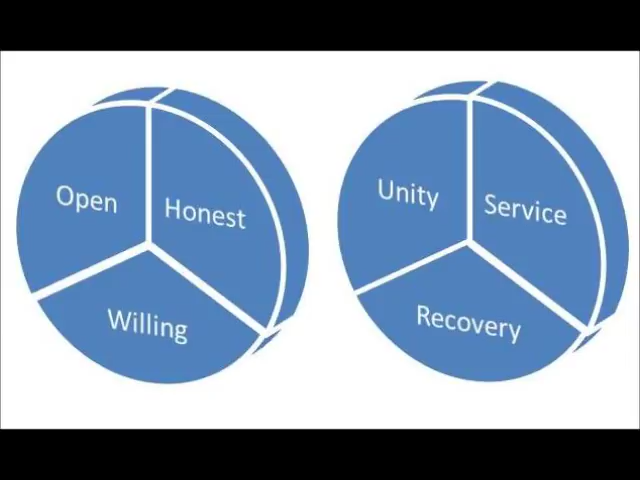 Open
Honest
Willing
Unity
Service
Recovery